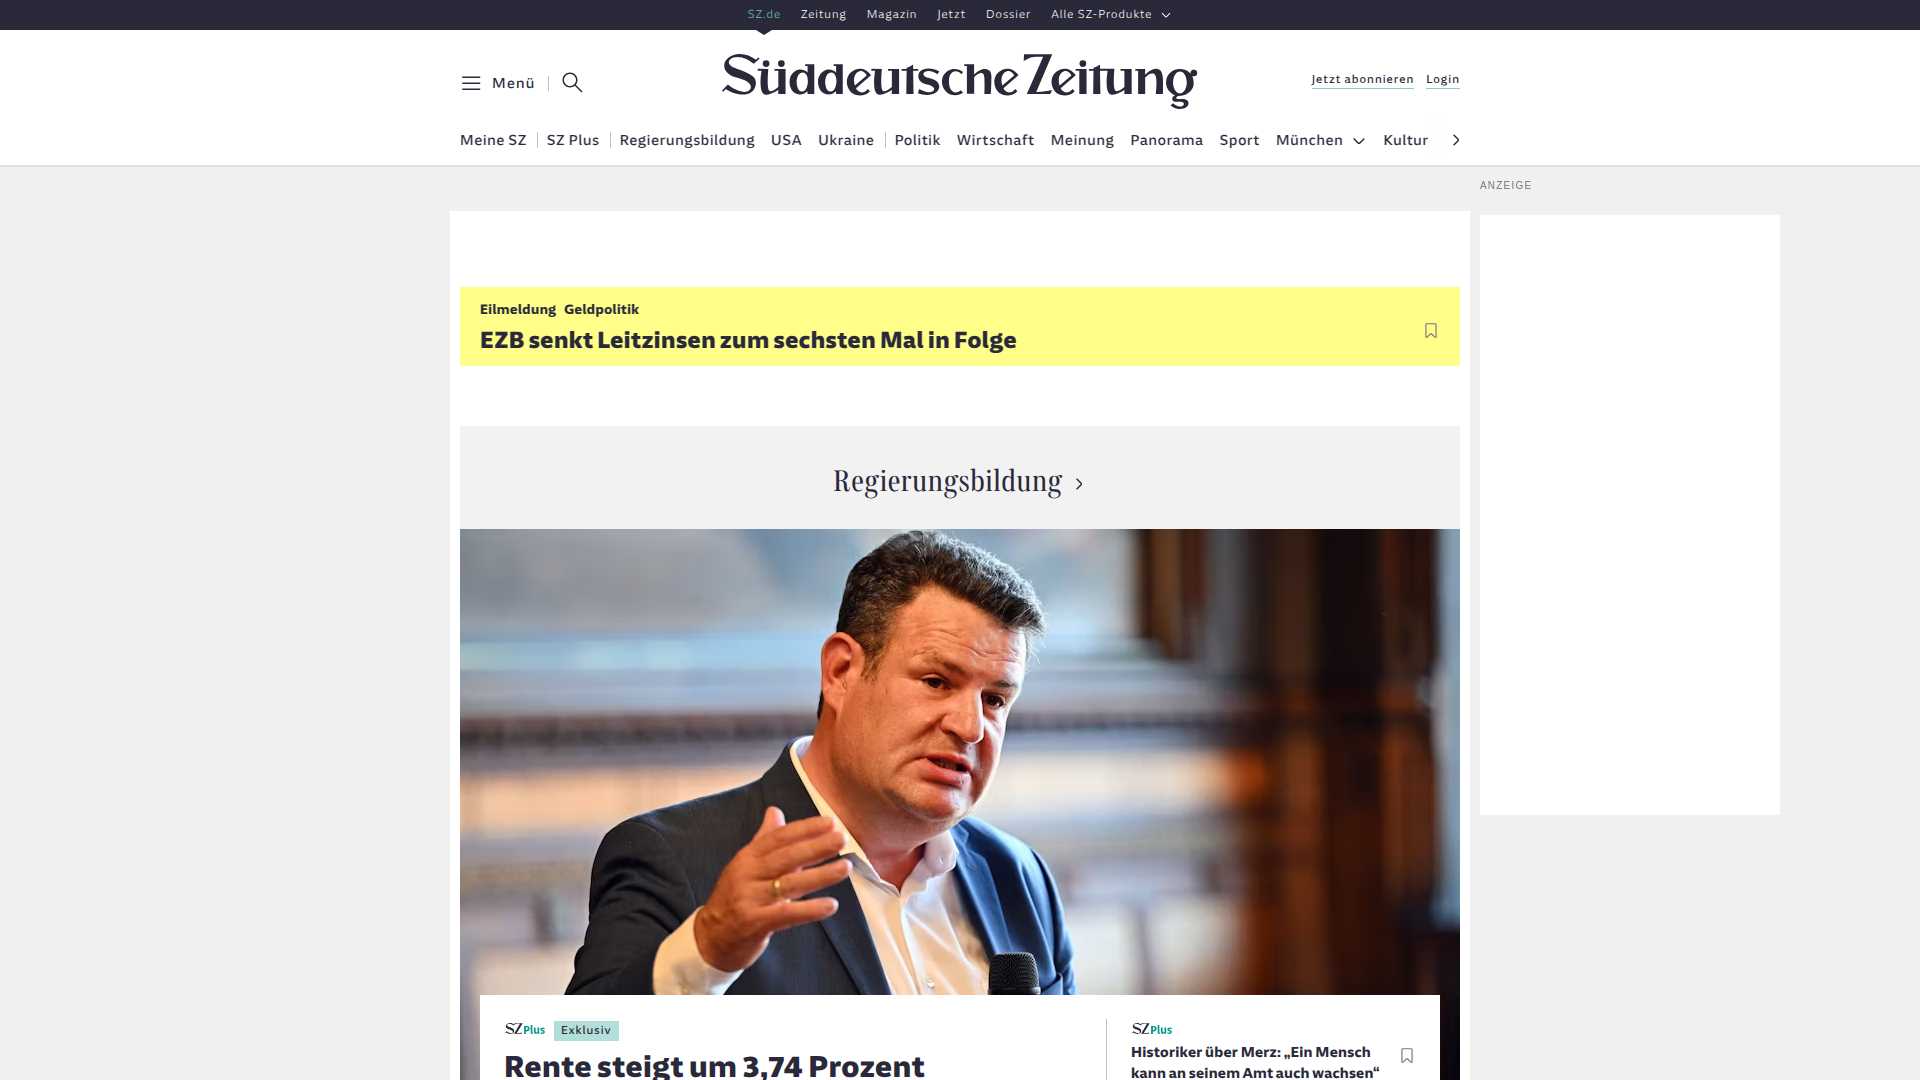 SZ.de Zeitung Magazin Jetzt Dossier Alle SZ-Produkte
Menü
Süddeutsche Zeitung
Jetzt abonnieren Login
Meine SZ SZ Plus Regierungsbildung USA Ukraine Politik Wirtschaft Meinung Panorama Sport München Kultur
ANZEIGE
Eilmeldung Geldpolitik
EZB senkt Leitzinsen zum sechsten Mal in Folge
Regierungsbildung
SZ Plus Exklusiv
Rente steigt um 3,74 Prozent
SZ Plus
Historiker über Merz: „Ein Mensch
kann an seinem Amt auch wachsen“